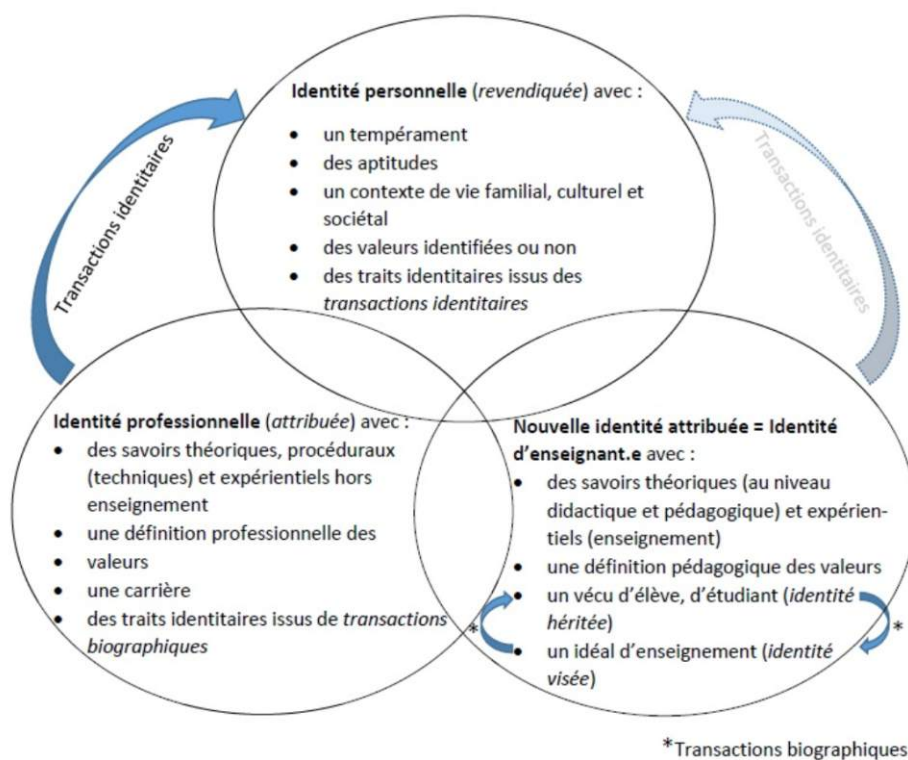 Identité personnelle (revendiquée) avec :
• un tempérament
• des aptitudes
• un contexte de vie familial, culturel et
sociétal
• des valeurs identifiées ou non
• des traits identitaires issus des
transactions identitaires
Transactions identitaires
Transactions identitaires
Identité professionnelle (attribuée) avec :
• des savoirs théoriques, procéduraux
(techniques) et expérientiels hors
enseignement
• une définition professionnelle des
• valeurs
• une carrière
• des traits identitaires issus de transactions
biographiques
Nouvelle identité attribuée = Identité
d'enseignant.e avec :
• des savoirs théoriques (au niveau
didactique et pédagogique) et expérien-
tiels (enseignement)
• une définition pédagogique des valeurs
• un vécu d'élève, d'étudiant (identité
héritée)
• un idéal d'enseignement (identité
visée)
*
*
*Transactions biographiques